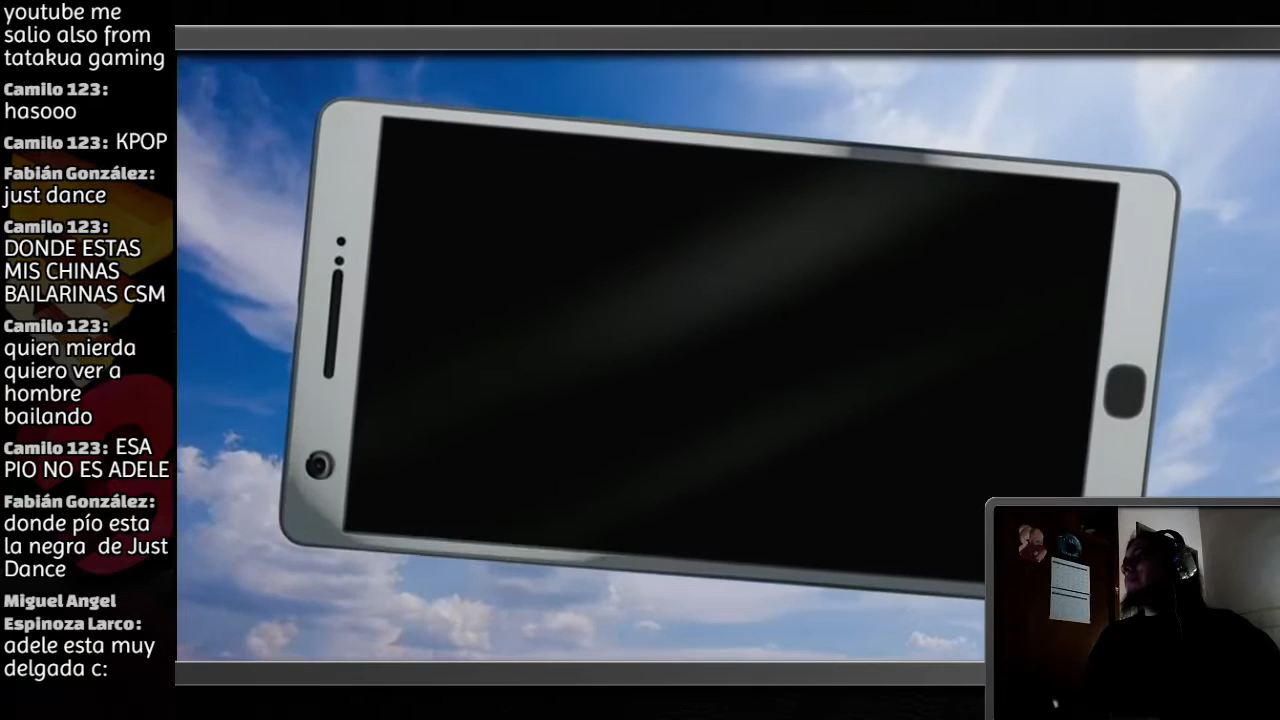 youtube me
salio also from
tatakua gaming
Camilo 123:
hasooo
Camilo 123: KPOP
Fabián González:
just dance
Camilo 123:
DONDE ESTAS
MIS CHINAS
BAILARINAS CSM
Camilo 123:
quien mierda
quiero ver a
hombre
bailando
Camilo 123: ESA
PIO NO ES ADELE
Fabián González:
donde pío esta
la negra de Just
Dance
Miguel Angel
Espinoza Larco:
adele esta muy
delgada c: